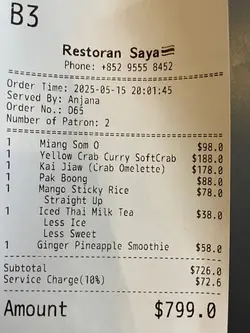 B3
Restoran Saya
Phone: +852 9555 8452
Order Time: 2025-05-15 20:01:45
Served By: Anjana
Order No.: 065
Number of Patron: 2
1 Miang Som O $98.0
1 Yellow Crab Curry SoftCrab $188.0
1 Kai Jiaw (Crab Omelette) $178.0
1 Pak Boong $88.0
1 Mango Sticky Rice $78.0
Straight Up
1 Iced Thai Milk Tea $38.0
Less Ice
Less Sweet
1 Ginger Pineapple Smoothie $58.0
Subtotal $726.0
Service Charge(10%) $72.6
Amount $799.0